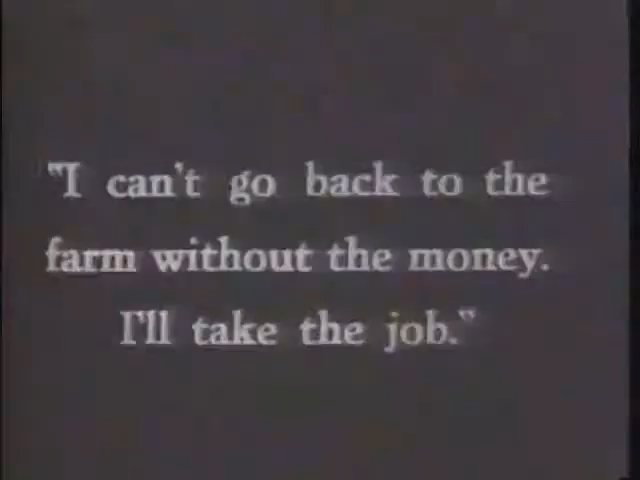 "I can't go back to the
farm without the money.
I'll take the job."